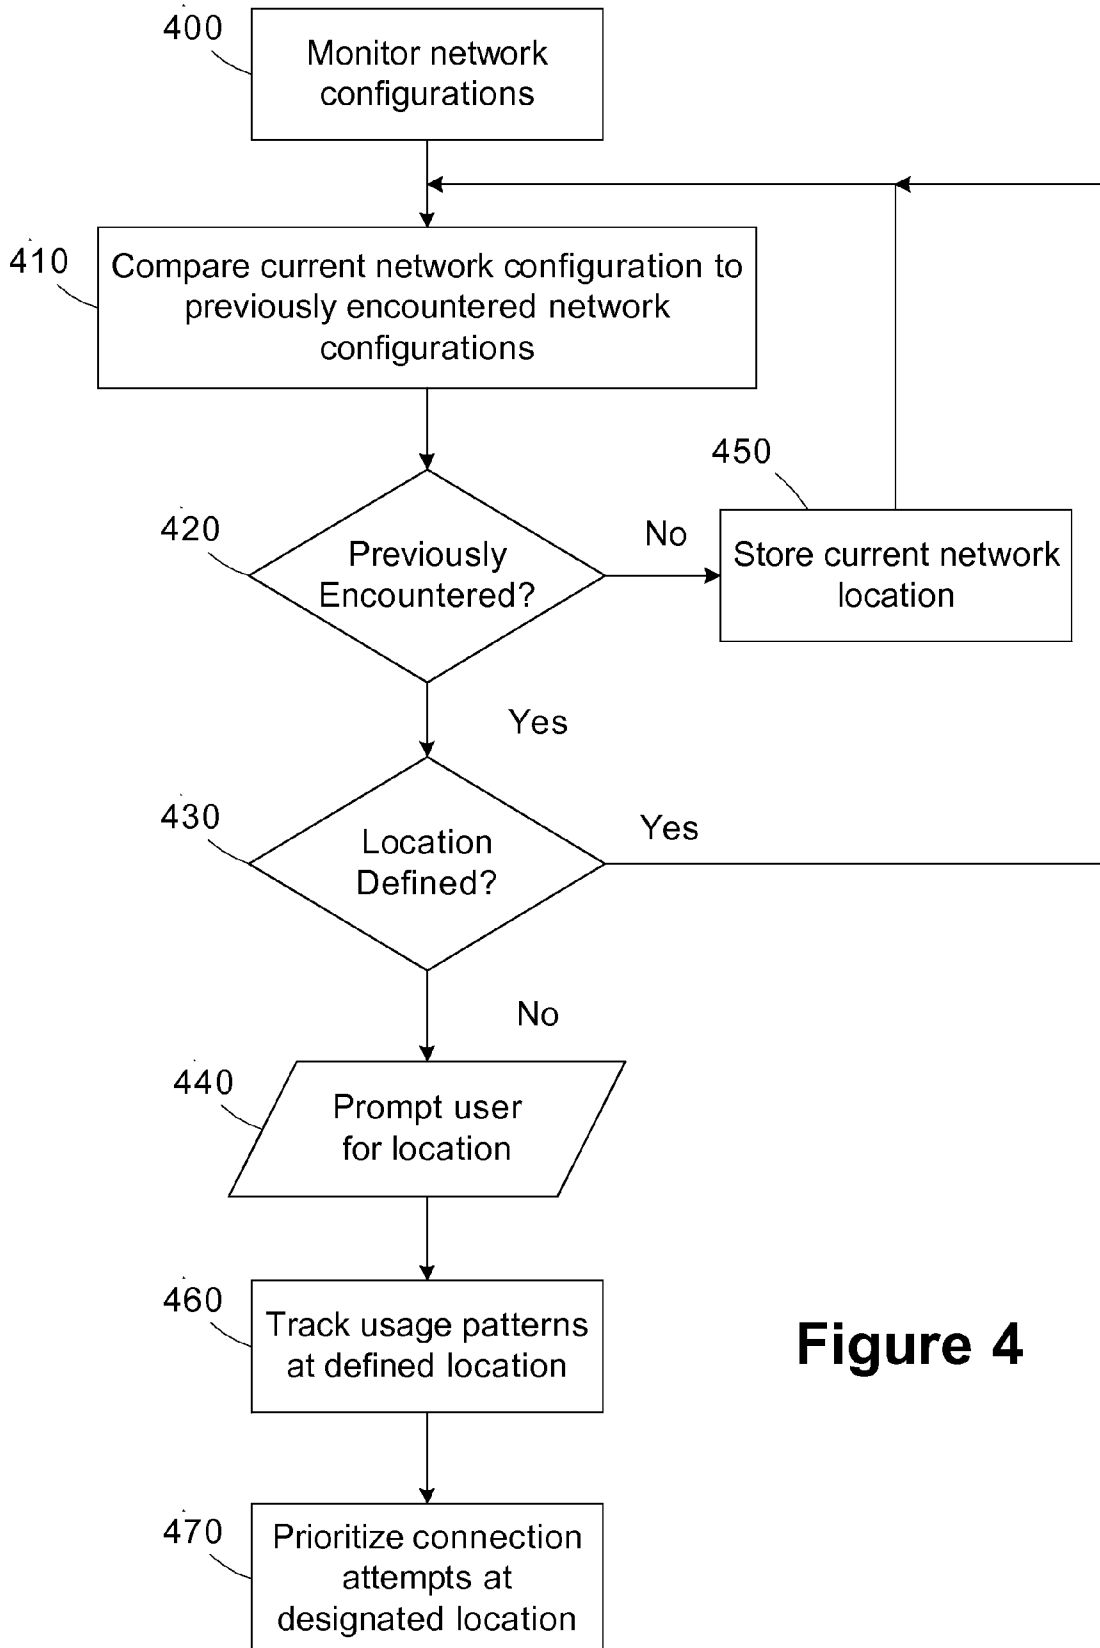 400
Monitor network
configurations
410
Compare current network configuration to
previously encountered network
configurations
450
420
Previously
Encountered?
No
Store current network
location
Yes
430
Location
Defined?
Yes
No
440
Prompt user
for location
460
Track usage patterns
at defined location
Figure 4
470
Prioritize connection
attempts at
designated location